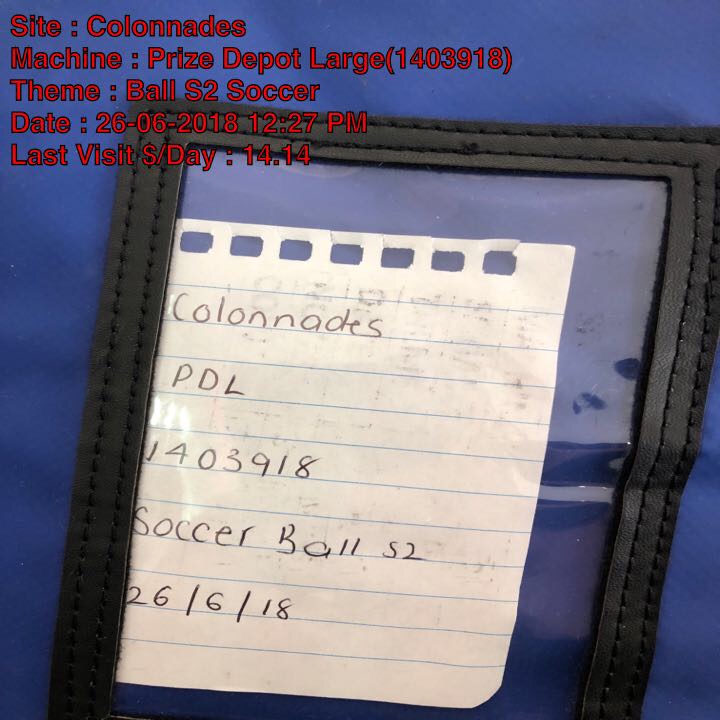 Site : Colonnades
Machine : Prize Depot Large(1403918)
Theme : Ball S2 Soccer
Date : 26-06-2018 12:27 PM
Last Visit $/Day : 14.14
Colonnades
PDL
1403918
Soccer Ball S2
26/6/18